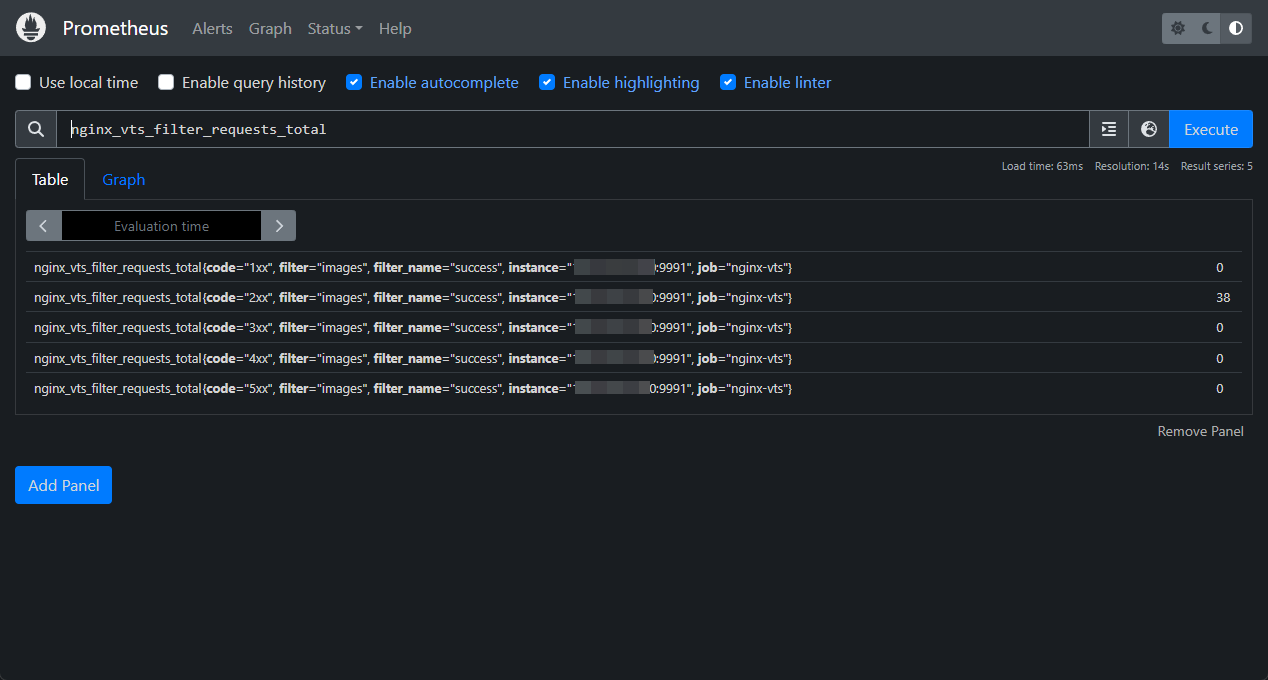 Prometheus Alerts Graph Status Help
Use local time Enable query history Enable autocomplete Enable highlighting Enable linter
nginx_vts_filter_requests_total Execute
Load time: 63ms Resolution: 14s Result series: 5
Table Graph
Evaluation time
nginx_vts_filter_requests_total{code="1xx", filter="images", filter_name="success", instance=" :9991", job="nginx-vts"} 0
nginx_vts_filter_requests_total{code="2xx", filter="images", filter_name="success", instance=" :9991", job="nginx-vts"} 38
nginx_vts_filter_requests_total{code="3xx", filter="images", filter_name="success", instance=" :9991", job="nginx-vts"} 0
nginx_vts_filter_requests_total{code="4xx", filter="images", filter_name="success", instance=" :9991", job="nginx-vts"} 0
nginx_vts_filter_requests_total{code="5xx", filter="images", filter_name="success", instance=" 0:9991", job="nginx-vts"} 0
Remove Panel
Add Panel